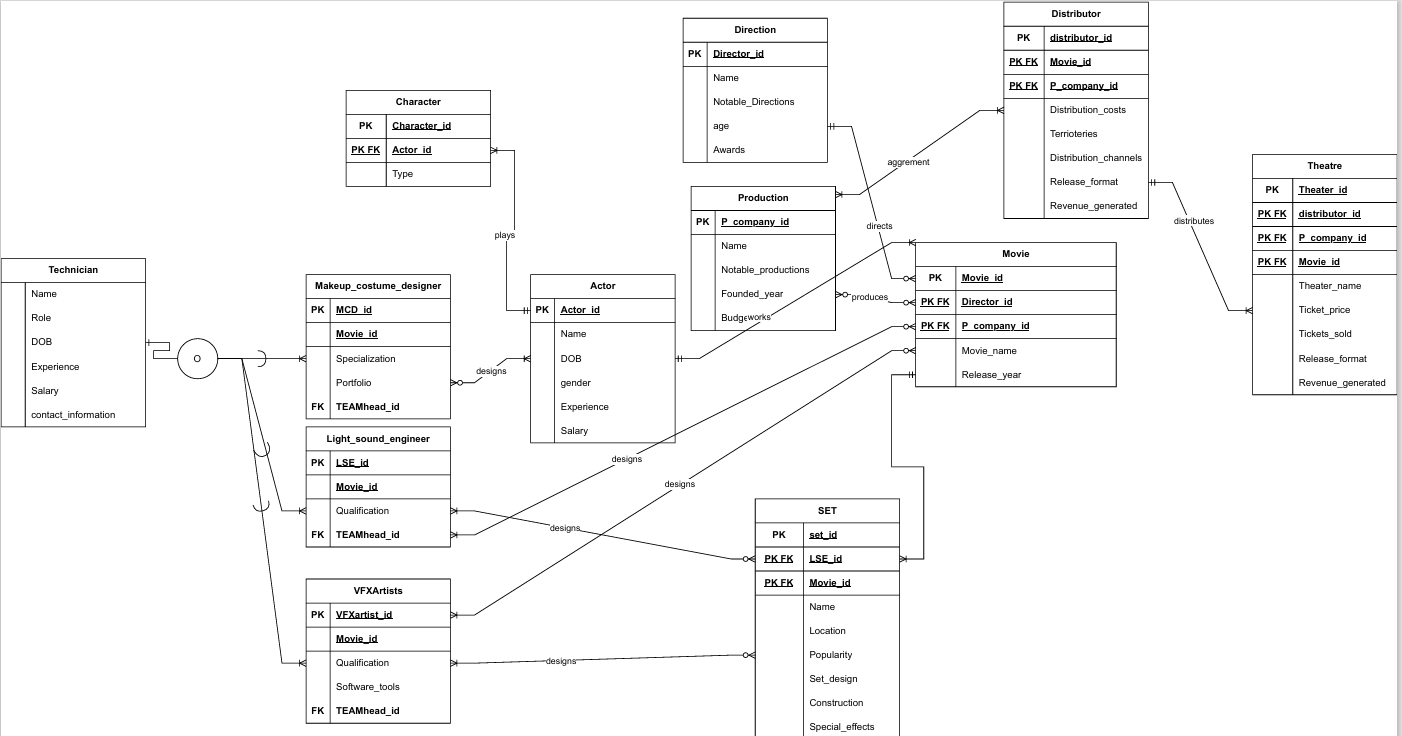 Distributor
PK distributor_id
PK FK Movie_id
PK FK P_company_id
Distribution_costs
Terrioteries
Distribution_channels
Release_format
Revenue_generated
Direction
PK Director_id
Name
Notable_Directions
age
Awards
Character
PK Character_id
PK FK Actor_id
Type
aggrement
Theatre
PK Theater_id
PK FK distributor_id
PK FK P_company_id
PK FK Movie_id
Theater_name
Ticket_price
Tickets_sold
Release_format
Revenue_generated
Production
PK P_company_id
Name
Notable_productions
Founded_year
directs
distributes
plays
Movie
PK Movie_id
PK FK Director_id
PK FK P_company_id
Movie_name
Release_year
produces
works
Technician
Name
Role
DOB
Experience
Salary
contact_information
O
Makeup_costume_designer
PK MCD_id
Movie_id
Specialization
Portfolio
FK TEAMhead_id
designs
Actor
PK Actor_id
Name
DOB
gender
Experience
Salary
Light_sound_engineer
PK LSE_id
Movie_id
Qualification
FK TEAMhead_id
designs
designs
designs
VFXArtists
PK VFXartist_id
Movie_id
Qualification
Software_tools
FK TEAMhead_id
designs
SET
PK set_id
PK FK LSE_id
PK FK Movie_id
Name
Location
Popularity
Set_design
Construction
Special_effects